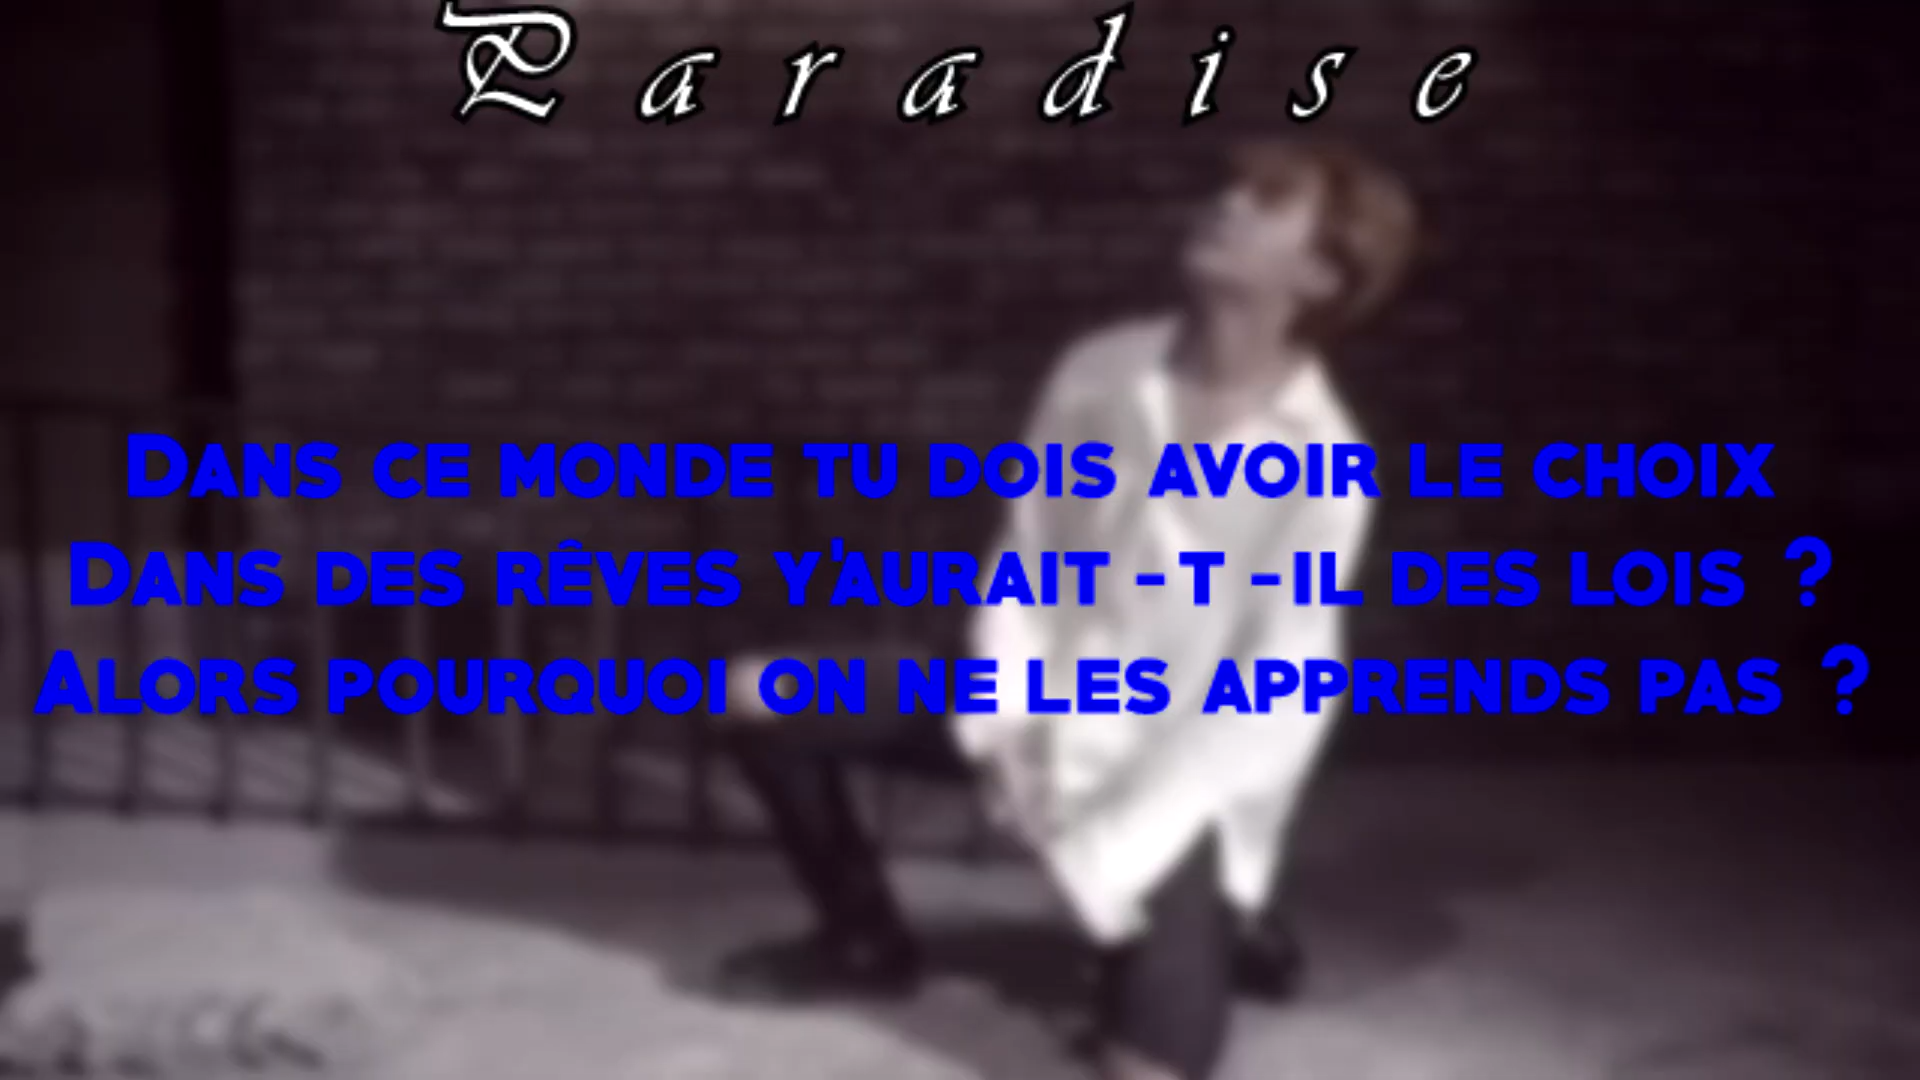 Paradise
Dans ce monde tu dois avoir le choix
Dans des rêves y'aurait -t -il des lois ?
Alors pourquoi on ne les apprends pas ?